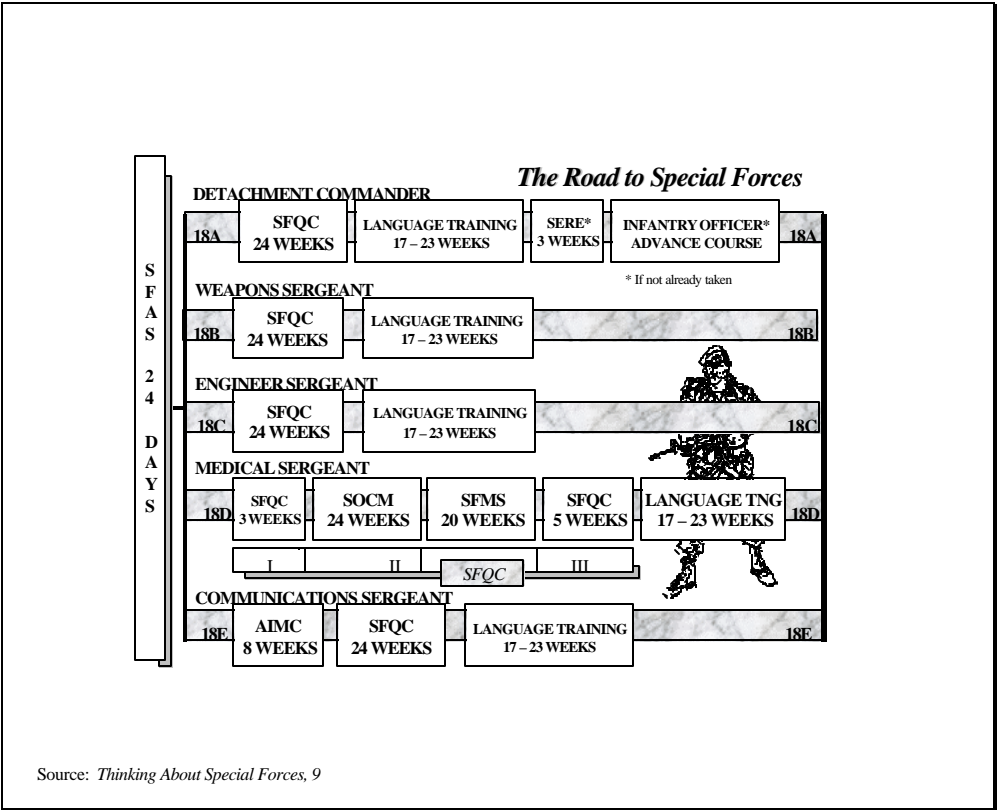 The Road to Special Forces
S
F
A
S
2
4
D
A
Y
S
DETACHMENT COMMANDER
18A
SFQC
24 WEEKS
LANGUAGE TRAINING
17 – 23 WEEKS
SERE*
3 WEEKS
INFANTRY OFFICER*
ADVANCE COURSE
18A
* If not already taken
WEAPONS SERGEANT
18B
SFQC
24 WEEKS
LANGUAGE TRAINING
17 – 23 WEEKS
18B
ENGINEER SERGEANT
18C
SFQC
24 WEEKS
LANGUAGE TRAINING
17 – 23 WEEKS
18C
MEDICAL SERGEANT
18D
SFQC
3 WEEKS
SOCM
24 WEEKS
SFMS
20 WEEKS
SFQC
5 WEEKS
LANGUAGE TNG
17 – 23 WEEKS
18D
I
II
III
SFQC
COMMUNICATIONS SERGEANT
18E
AIMC
8 WEEKS
SFQC
24 WEEKS
LANGUAGE TRAINING
17 – 23 WEEKS
18E
Source: Thinking About Special Forces, 9